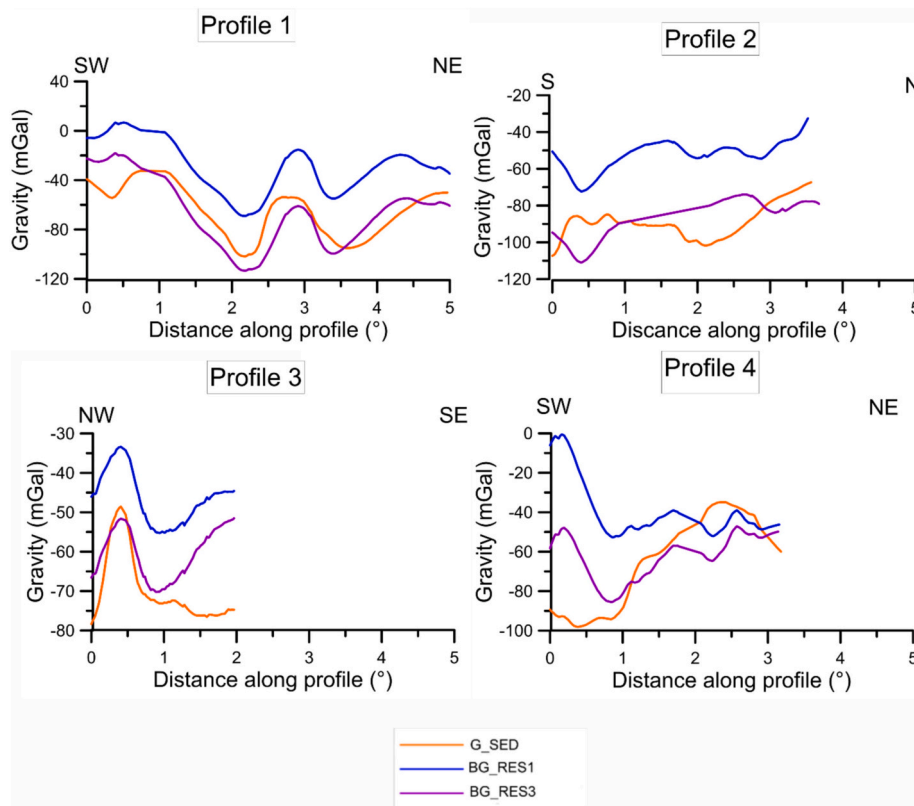 Profile 1
SW
NE
40
0
-40
-80
-120
Gravity (mGal)
0
1
2
3
4
5
Distance along profile (°)
Profile 2
S
N
-20
-40
-60
-80
-100
-120
Gravity (mGal)
0
1
2
3
4
5
Discance along profile (°)
Profile 3
NW
SE
-30
-40
-50
-60
-70
-80
Gravity (mGal)
0
1
2
3
4
5
Distance along profile (°)
Profile 4
SW
NE
0
-20
-40
-60
-80
-100
Gravity (mGal)
0
1
2
3
4
5
Distance along profile (°)
G_SED
BG_RES1
BG_RES3